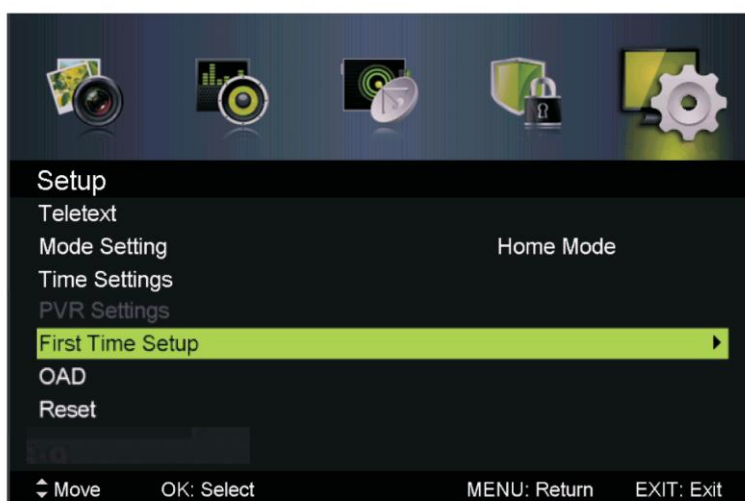 Setup
Teletext
Mode Setting Home Mode
Time Settings
PVR Settings
First Time Setup
OAD
Reset
Move OK: Select MENU: Return EXIT: Exit